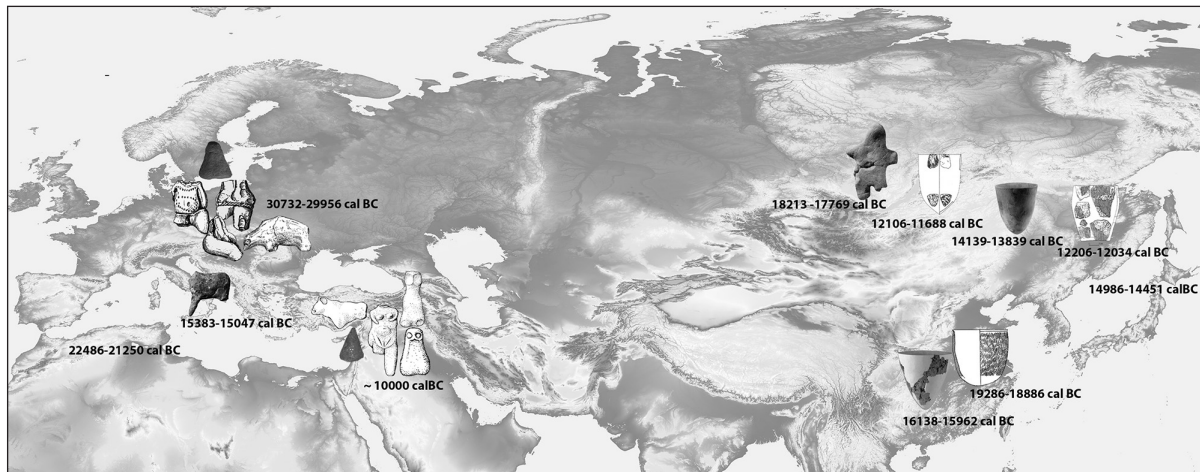 30732-29956 cal BC
18213 -17769 cal BC
12106-11688 cal BC
14139-13839 cal BC
12206-12034 cal BC
14986-14451 calBC
15383-15047 cal BC
22486-21250 cal BC
~ 10000 calBC
19286-18886 cal BC
16138-15962 cal BC